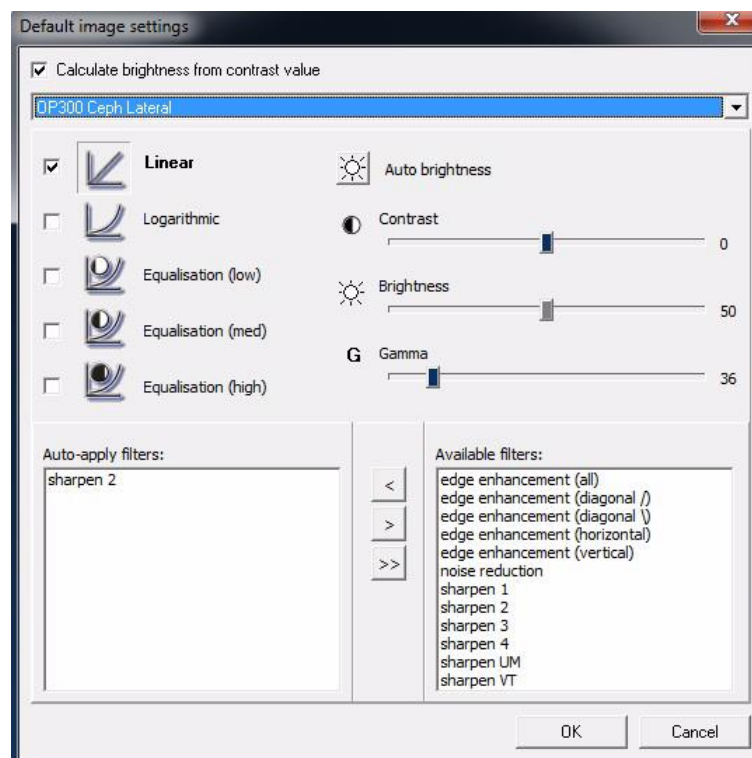 Default image settings
Calculate brightness from contrast value
OP300 Ceph Lateral
Linear
Logarithmic
Equalisation (low)
Equalisation (med)
Equalisation (high)
Auto brightness
Contrast
0
Brightness
50
G Gamma
36
Auto-apply filters:
sharpen 2
<
>
>>
Available filters:
edge enhancement (all)
edge enhancement (diagonal /)
edge enhancement (diagonal \)
edge enhancement (horizontal)
edge enhancement (vertical)
noise reduction
sharpen 1
sharpen 2
sharpen 3
sharpen 4
sharpen UM
sharpen VT
OK
Cancel